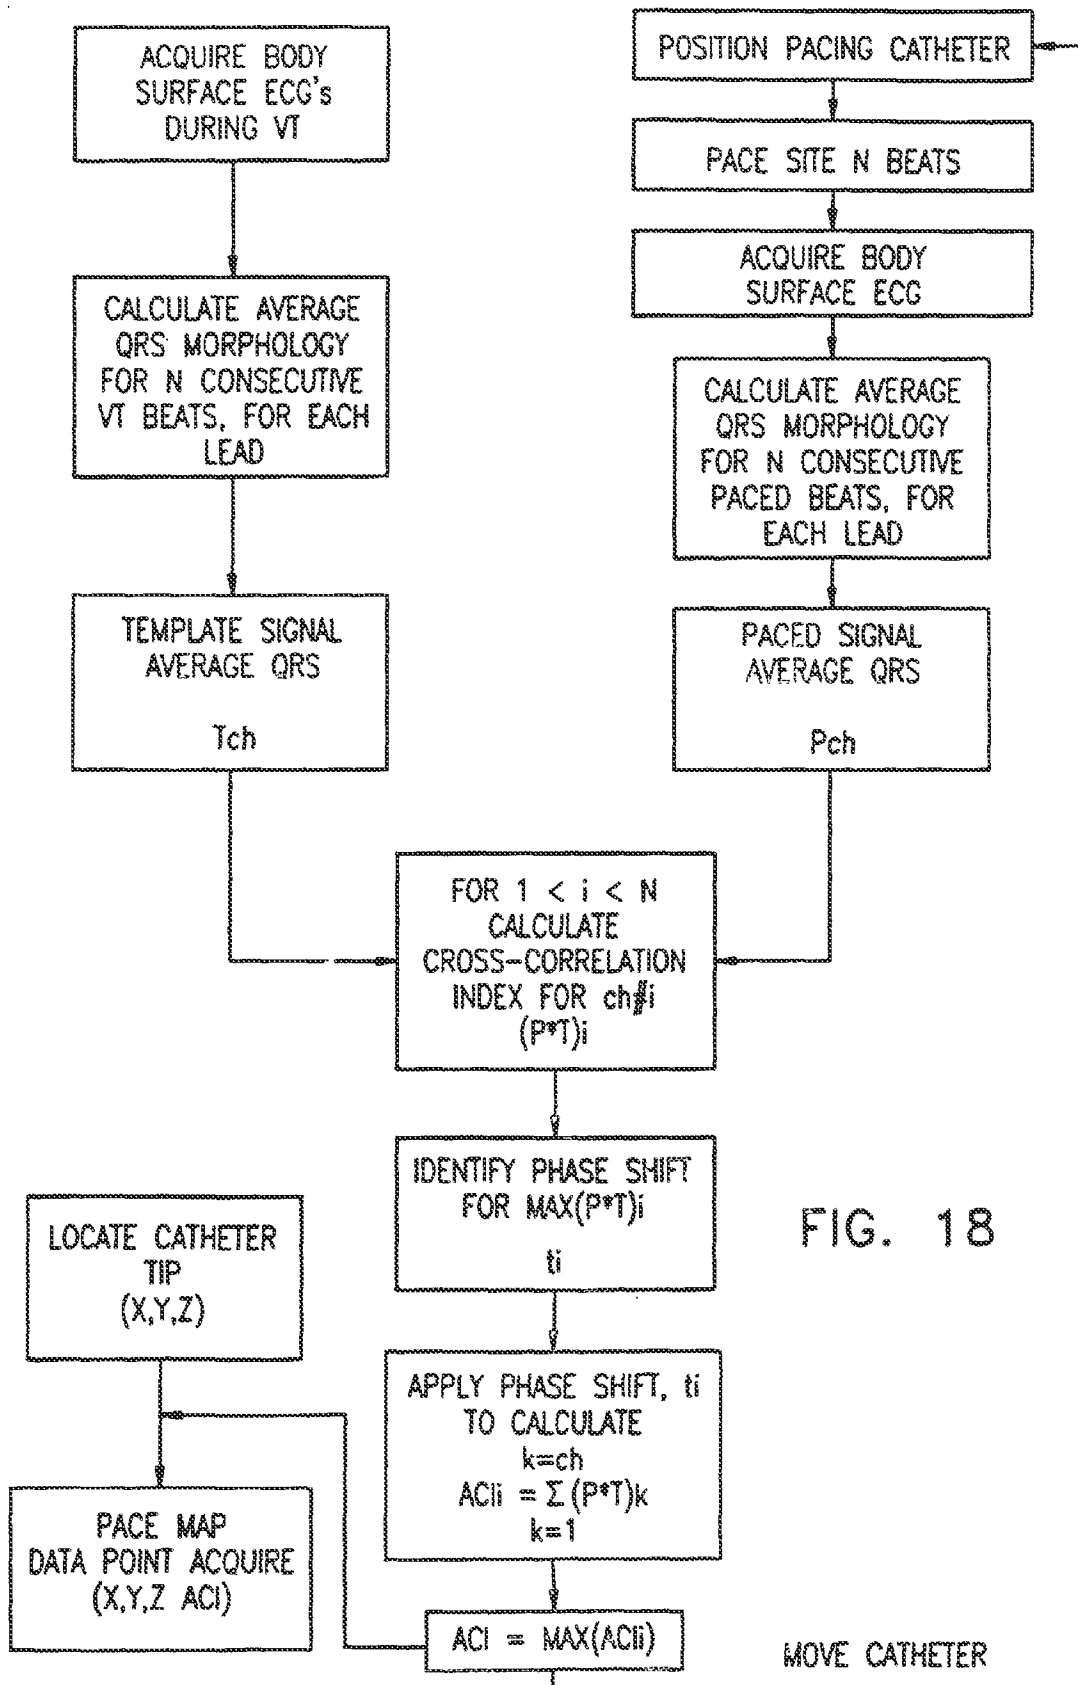 ACQUIRE BODY
SURFACE ECG's
DURING VT
CALCULATE AVERAGE
QRS MORPHOLOGY
FOR N CONSECUTIVE
VT BEATS, FOR EACH
LEAD
TEMPLATE SIGNAL
AVERAGE QRS
Tch
POSITION PACING CATHETER
PACE SITE N BEATS
ACQUIRE BODY
SURFACE ECG
CALCULATE AVERAGE
QRS MORPHOLOGY
FOR N CONSECUTIVE
PACED BEATS, FOR
EACH LEAD
PACED SIGNAL
AVERAGE QRS
Pch
FOR 1 < i < N
CALCULATE
CROSS-CORRELATION
INDEX FOR ch#i
(P*T)i
IDENTIFY PHASE SHIFT
FOR MAX(P*T)i
ti
FIG. 18
APPLY PHASE SHIFT, ti
TO CALCULATE
k=ch
ACIi = Σ(P*T)k
k=1
ACI = MAX(ACIi)
LOCATE CATHETER
TIP
(X,Y,Z)
PACE MAP
DATA POINT ACQUIRE
(X,Y,Z ACI)
MOVE CATHETER